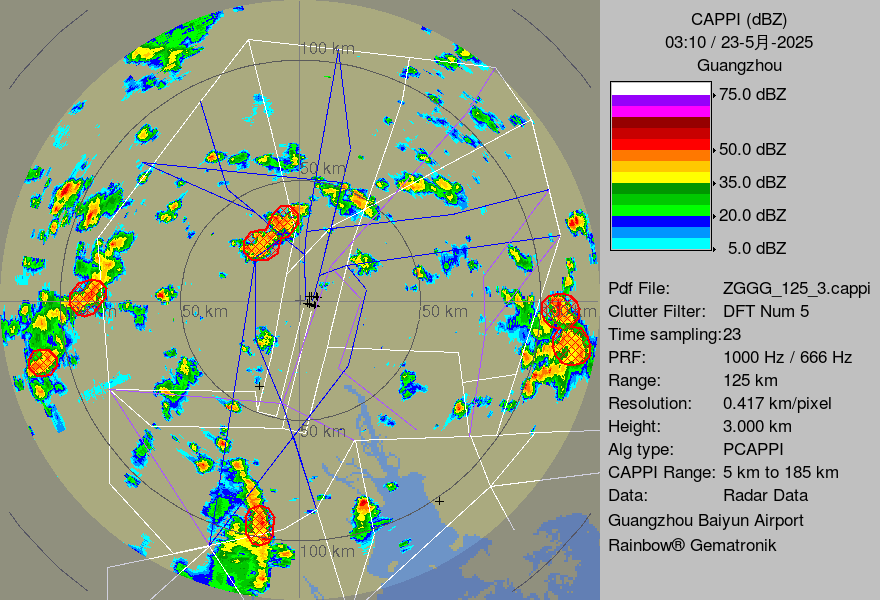 CAPPI (dBZ)
03:10 / 23-5月-2025
Guangzhou
75.0 dBZ
50.0 dBZ
35.0 dBZ
20.0 dBZ
5.0 dBZ
Pdf File: ZGGG_125_3.cappi
Clutter Filter: DFT Num 5
Time sampling:23
PRF: 1000 Hz / 666 Hz
Range: 125 km
Resolution: 0.417 km/pixel
Height: 3.000 km
Alg type: PCAPPI
CAPPI Range: 5 km to 185 km
Data: Radar Data
Guangzhou Baiyun Airport
Rainbow® Gematronik
100 km
50 km
50 km
50 km
50 km
100 km